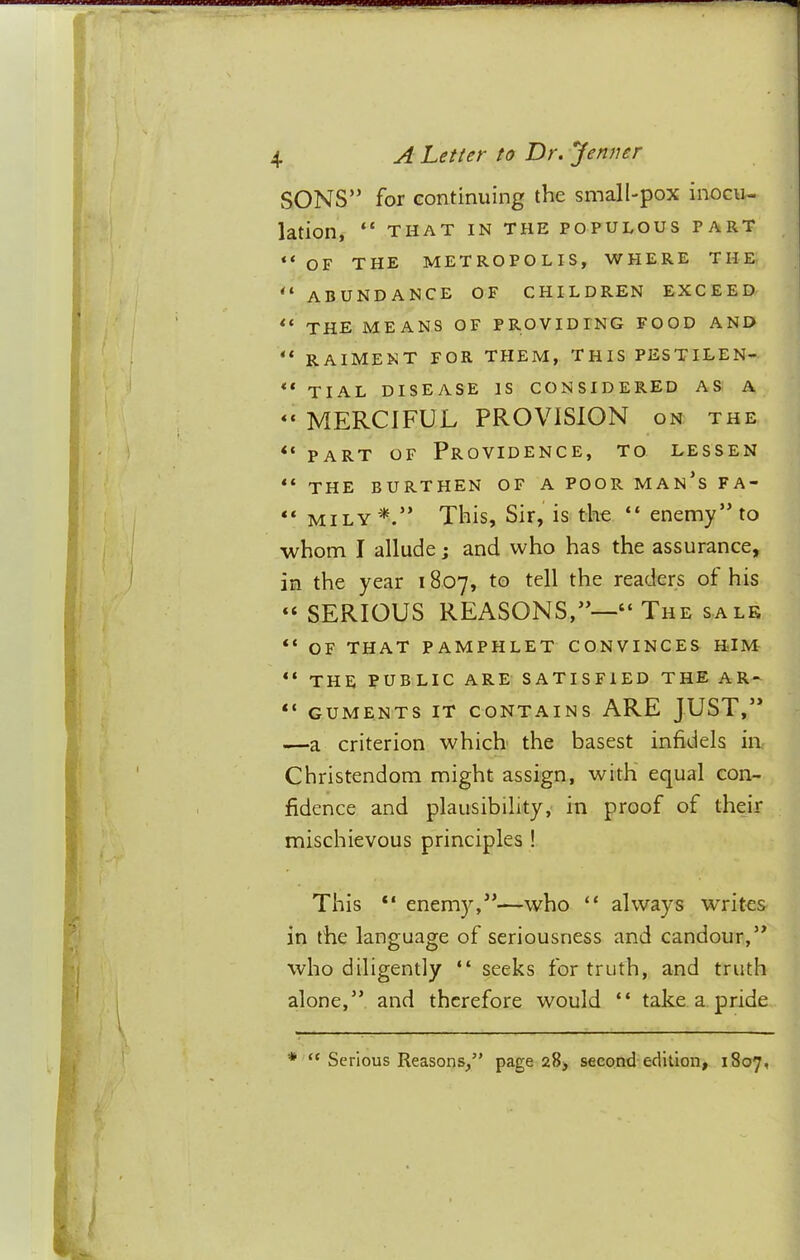 4 A Letter to Dr. Jenner
SONS” for continuing the small-pox inocu-
lation, “ THAT IN THE POPULOUS PART
“ OF THE METROPOLIS, WHERE THE
“ ABUNDANCE OF CHILDREN EXCEED
“ THE MEANS OF PROVIDING FOOD AND
“ RAIMENT FOR THEM, THIS PESTILEN-
“ TIAL DISEASE IS CONSIDERED AS A
“ MERCIFUL PROVISION ON THE
“ PART OF PROVIDENCE, TO LESSEN
“ THE BURTHEN OF A POOR MAN’S FA-
“ MILY *.” This, Sir, is the “ enemy” to
whom I allude; and who has the assurance,
in the year 1807, to tell the readers of his
“ SERIOUS REASONS,”—“ THE SALE
“ OF THAT PAMPHLET CONVINCES HIM
“ THE PUBLIC ARE SATISFIED THE AR-
“ GUMENTS IT CONTAINS ARE JUST,”
—a criterion which the basest infidels in
Christendom might assign, with equal con-
fidence and plausibility, in proof of their
mischievous principles !
This “ enemy,”—who “ always writes
in the language of seriousness and candour,”
who diligently “ seeks for truth, and truth
alone,” and therefore would “ take a pride
* “ Serious Reasons,” page 28, second edition, 1807,